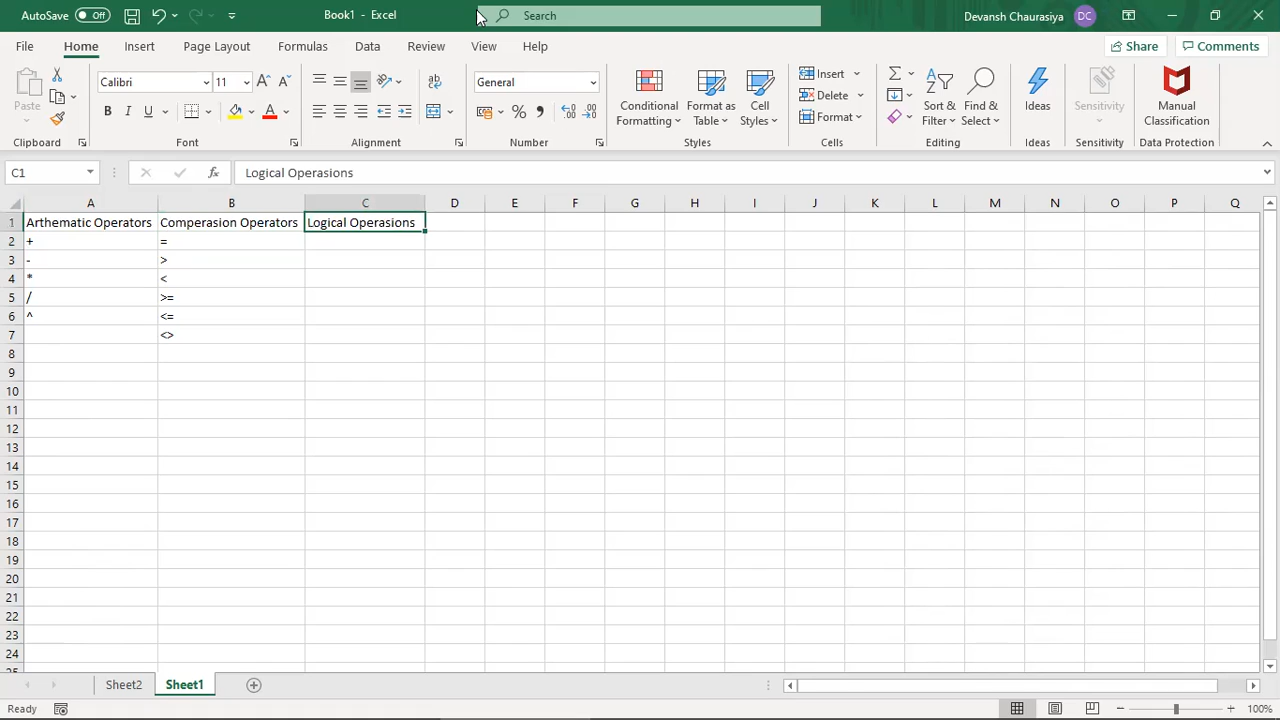 AutoSave Off Book1 - Excel Search Devansh Chaurasiya DC
File Home Insert Page Layout Formulas Data Review View Help Share Comments
Paste Calibri 11 General Conditional Formatting Format as Table Cell Styles Insert Delete Format Sort & Filter Find & Select Ideas Sensitivity Manual Classification
B I U A % ,
Clipboard Font Alignment Number Styles Cells Editing Ideas Sensitivity Data Protection
C1 fx Logical Operasions
A B C D E F G H I J K L M N O P Q
1 Arthematic Operators Comperasion Operators Logical Operasions
2 + =
3 - >
4 * <
5 / >=
6 ^ <=
7 <>
8
9
10
11
12
13
14
15
16
17
18
19
20
21
22
23
24
25
Sheet2 Sheet1
Ready 100%